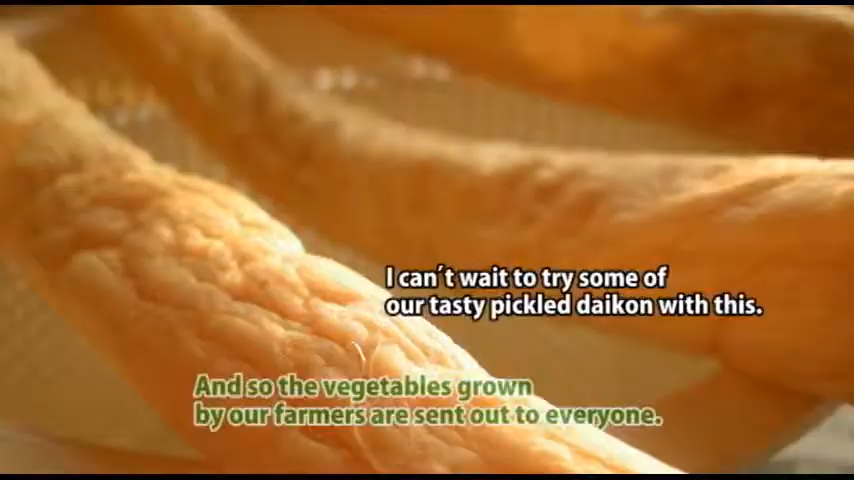 I can´t wait to try some of
our tasty pickled daikon with this.
And so the vegetables grown
by our farmers are sent out to everyone.